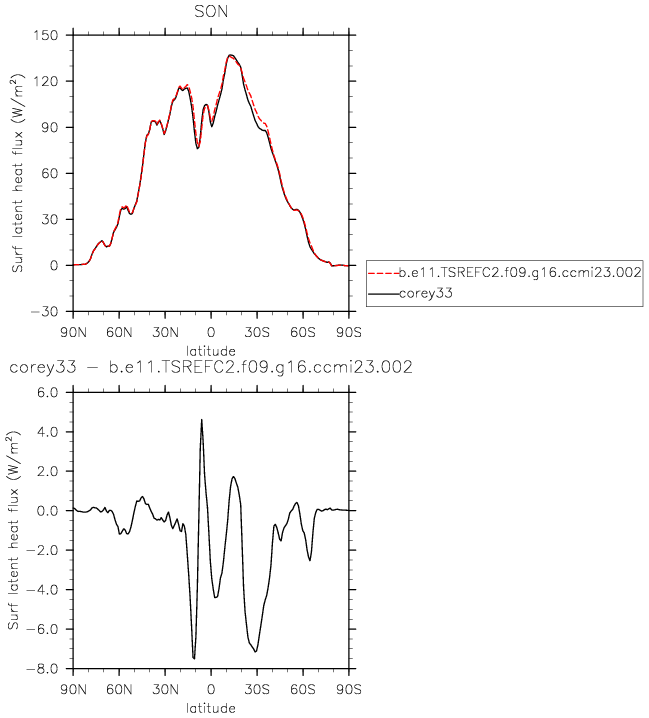 SON
150
120
90
60
30
0
−30
Surf latent heat flux (W/m²)
90N 60N 30N 0 30S 60S 90S
latitude
b.e11.TSREFC2.f09.g16.ccmi23.002
corey33
corey33 − b.e11.TSREFC2.f09.g16.ccmi23.002
6.0
4.0
2.0
0.0
−2.0
−4.0
−6.0
−8.0
Surf latent heat flux (W/m²)
90N 60N 30N 0 30S 60S 90S
latitude